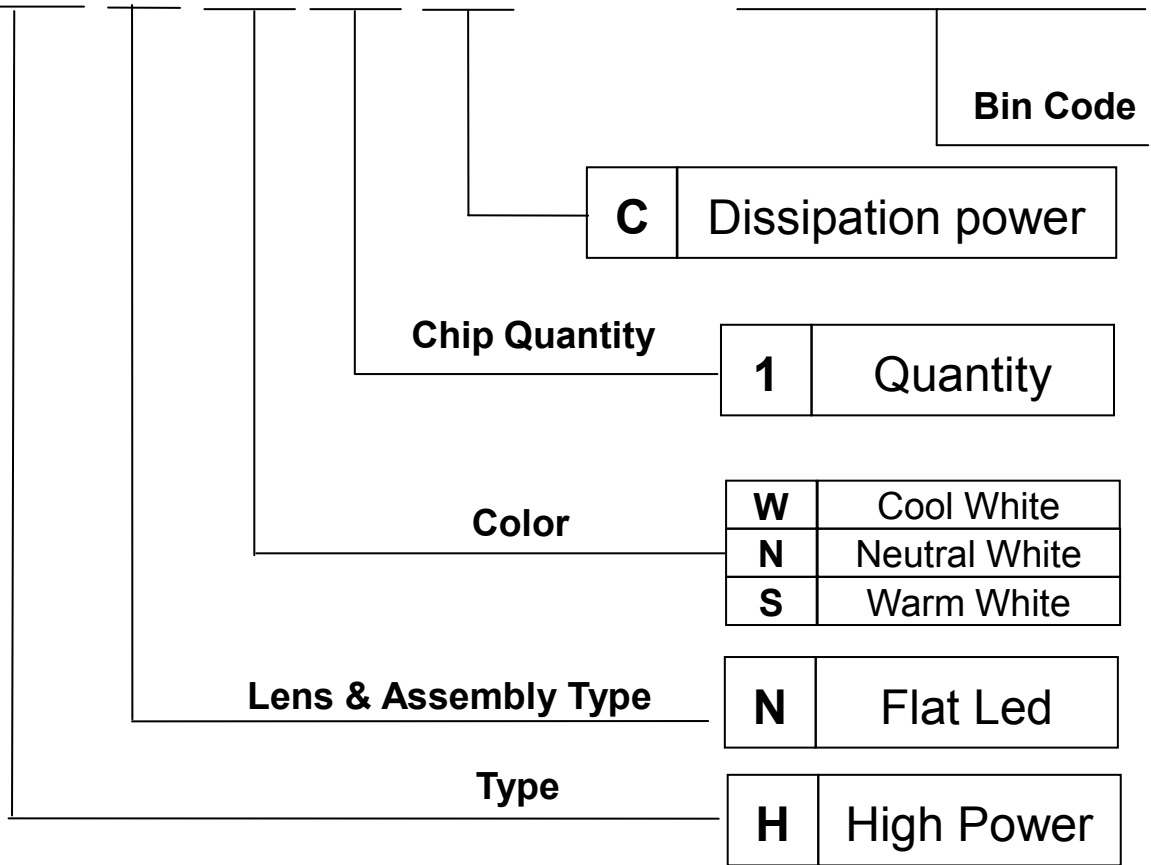 Bin Code
C Dissipation power
Chip Quantity
1 Quantity
Color
W Cool White
N Neutral White
S Warm White
Lens & Assembly Type
N Flat Led
Type
H High Power